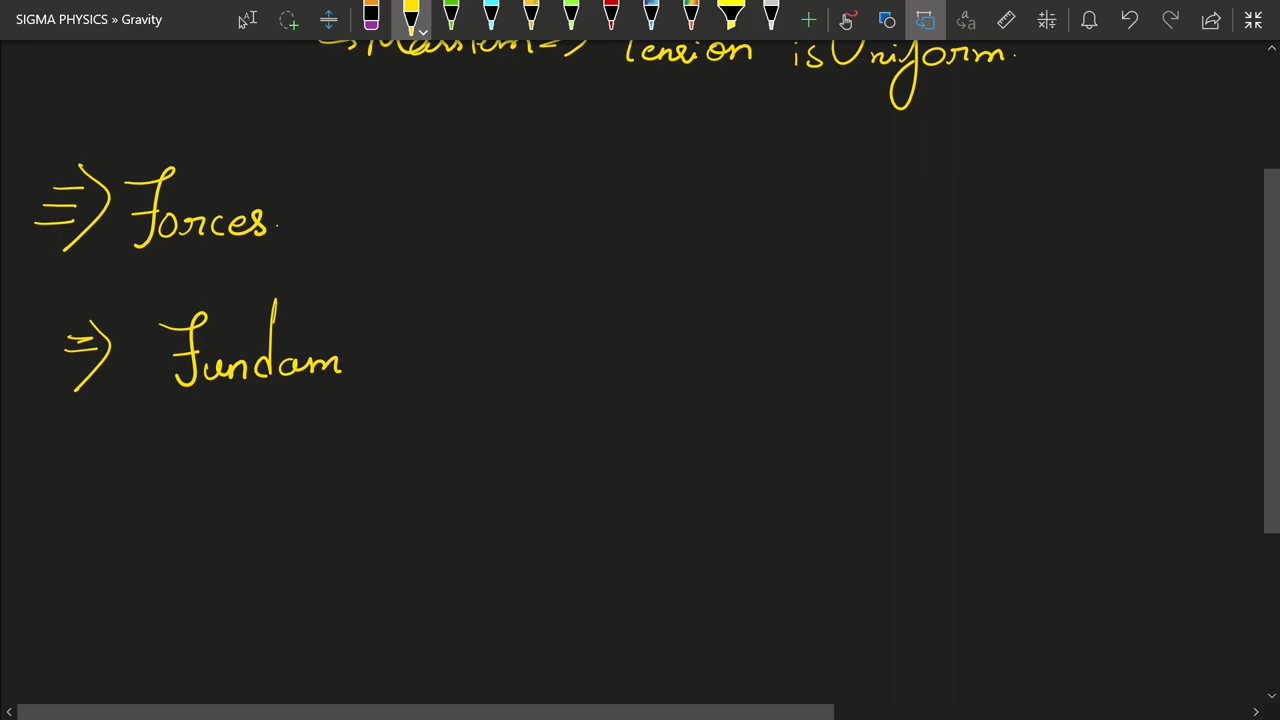 SIGMA PHYSICS » Gravity
Tension is Uniform.
⇛ Forces.
⇒ Fundam